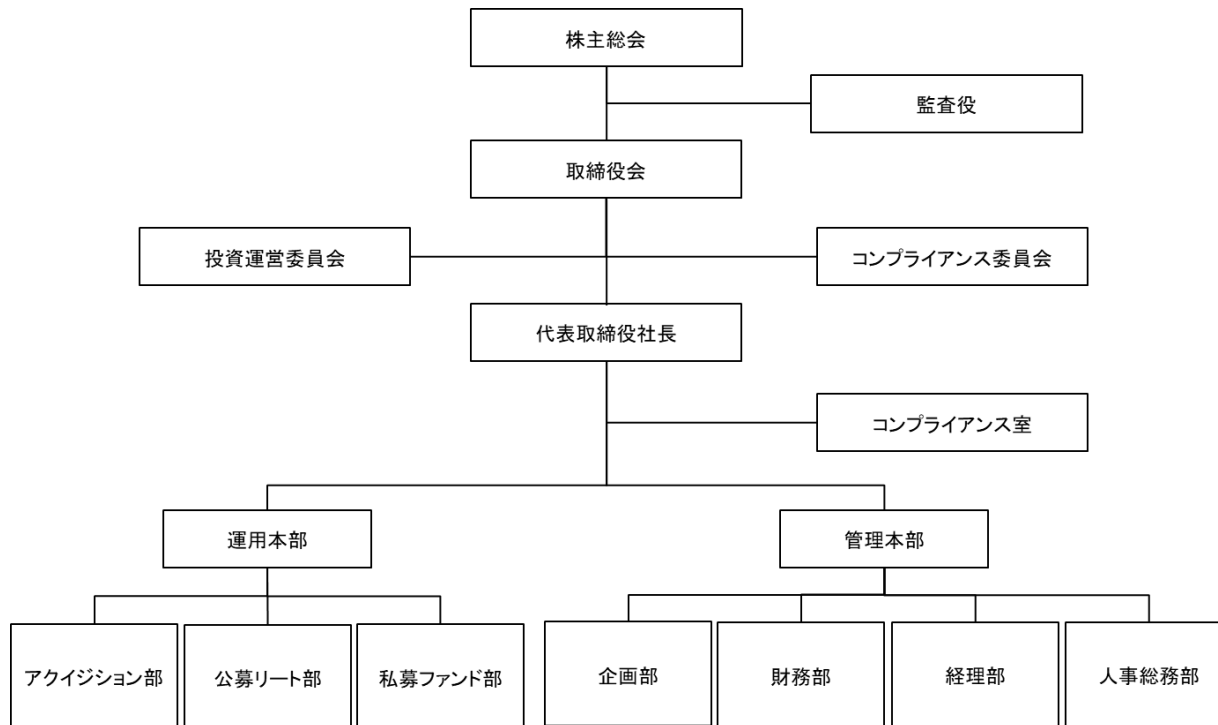 株主総会
監査役
取締役会
投資運営委員会
コンプライアンス委員会
代表取締役社長
コンプライアンス室
運用本部
管理本部
アクイジション部
公募リート部
私募ファンド部
企画部
財務部
経理部
人事総務部